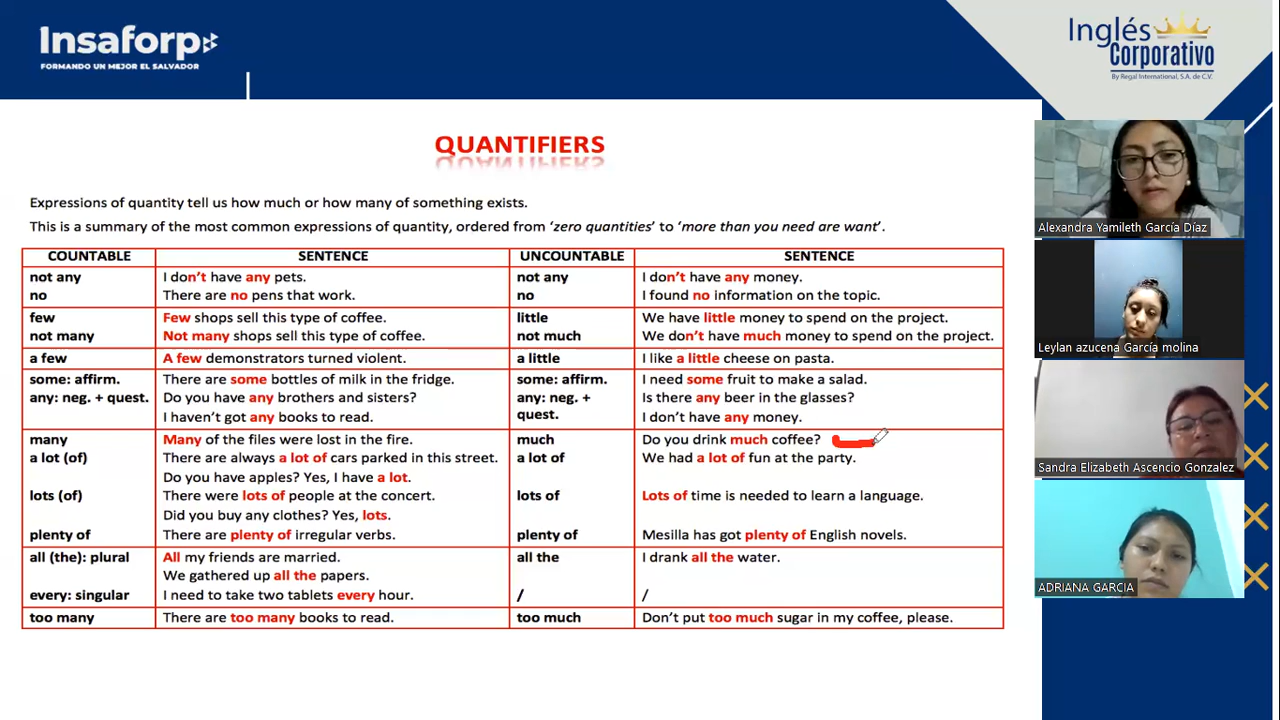 Insaforp
FORMANDO UN MEJOR EL SALVADOR
Inglés
Corporativo
By Regal International, S.A. de C.V.
QUANTIFIERS
Expressions of quantity tell us how much or how many of something exists.
This is a summary of the most common expressions of quantity, ordered from ‘zero quantities’ to ‘more than you need are want’.
COUNTABLE SENTENCE UNCOUNTABLE SENTENCE
not any I don’t have any pets. not any I don’t have any money.
no There are no pens that work. no I found no information on the topic.
few Few shops sell this type of coffee. little We have little money to spend on the project.
not many Not many shops sell this type of coffee. not much We don’t have much money to spend on the project.
a few A few demonstrators turned violent. a little I like a little cheese on pasta.
some: affirm. There are some bottles of milk in the fridge. some: affirm. I need some fruit to make a salad.
any: neg. + quest. Do you have any brothers and sisters? any: neg. + Is there any beer in the glasses?
I haven’t got any books to read. quest. I don’t have any money.
many Many of the files were lost in the fire. much Do you drink much coffee?
a lot (of) There are always a lot of cars parked in this street. a lot of We had a lot of fun at the party.
Do you have apples? Yes, I have a lot.
lots (of) There were lots of people at the concert. lots of Lots of time is needed to learn a language.
Did you buy any clothes? Yes, lots.
plenty of There are plenty of irregular verbs. plenty of Mesilla has got plenty of English novels.
all (the): plural All my friends are married. all the I drank all the water.
We gathered up all the papers.
every: singular I need to take two tablets every hour. / /
too many There are too many books to read. too much Don’t put too much sugar in my coffee, please.
Alexandra Yamileth García Díaz
Leylan azucena García molina
Sandra Elizabeth Ascencio Gonzalez
ADRIANA GARCIA